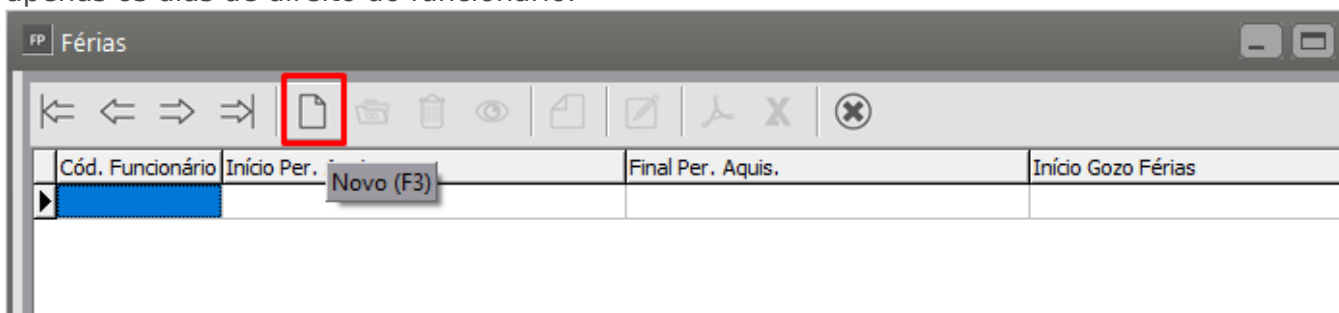 FP Férias
X
Cód. Funcionário Início Per. Final Per. Aquis. Início Gozo Férias
Novo (F3)